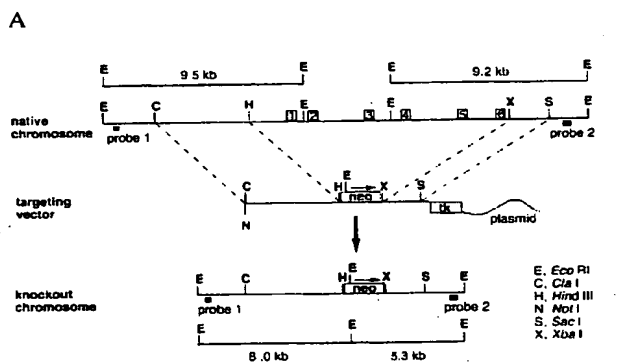 A
E E E E
9.5 kb 9.2 kb
native chromosome
E C H 1 E 2 3 E 4 5 6 X S E
probe 1 probe 2
targeting vector
C H E neo X S tk
N
plasmid
knockout chromosome
E C H E neo X S E
probe 1 probe 2
E E E
8.0 kb 5.3 kb
E, Eco RI
C, Cla I
H, Hind III
N, Not I
S, Sac I
X, Xba I